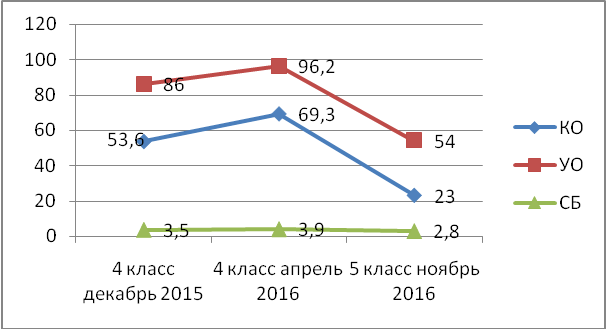 120
100
80
60
40
20
0
86
96,2
54
53,6
69,3
23
3,5
3,9
2,8
4 класс
декабрь 2015
4 класс апрель
2016
5 класс ноябрь
2016
КО
УО
СБ